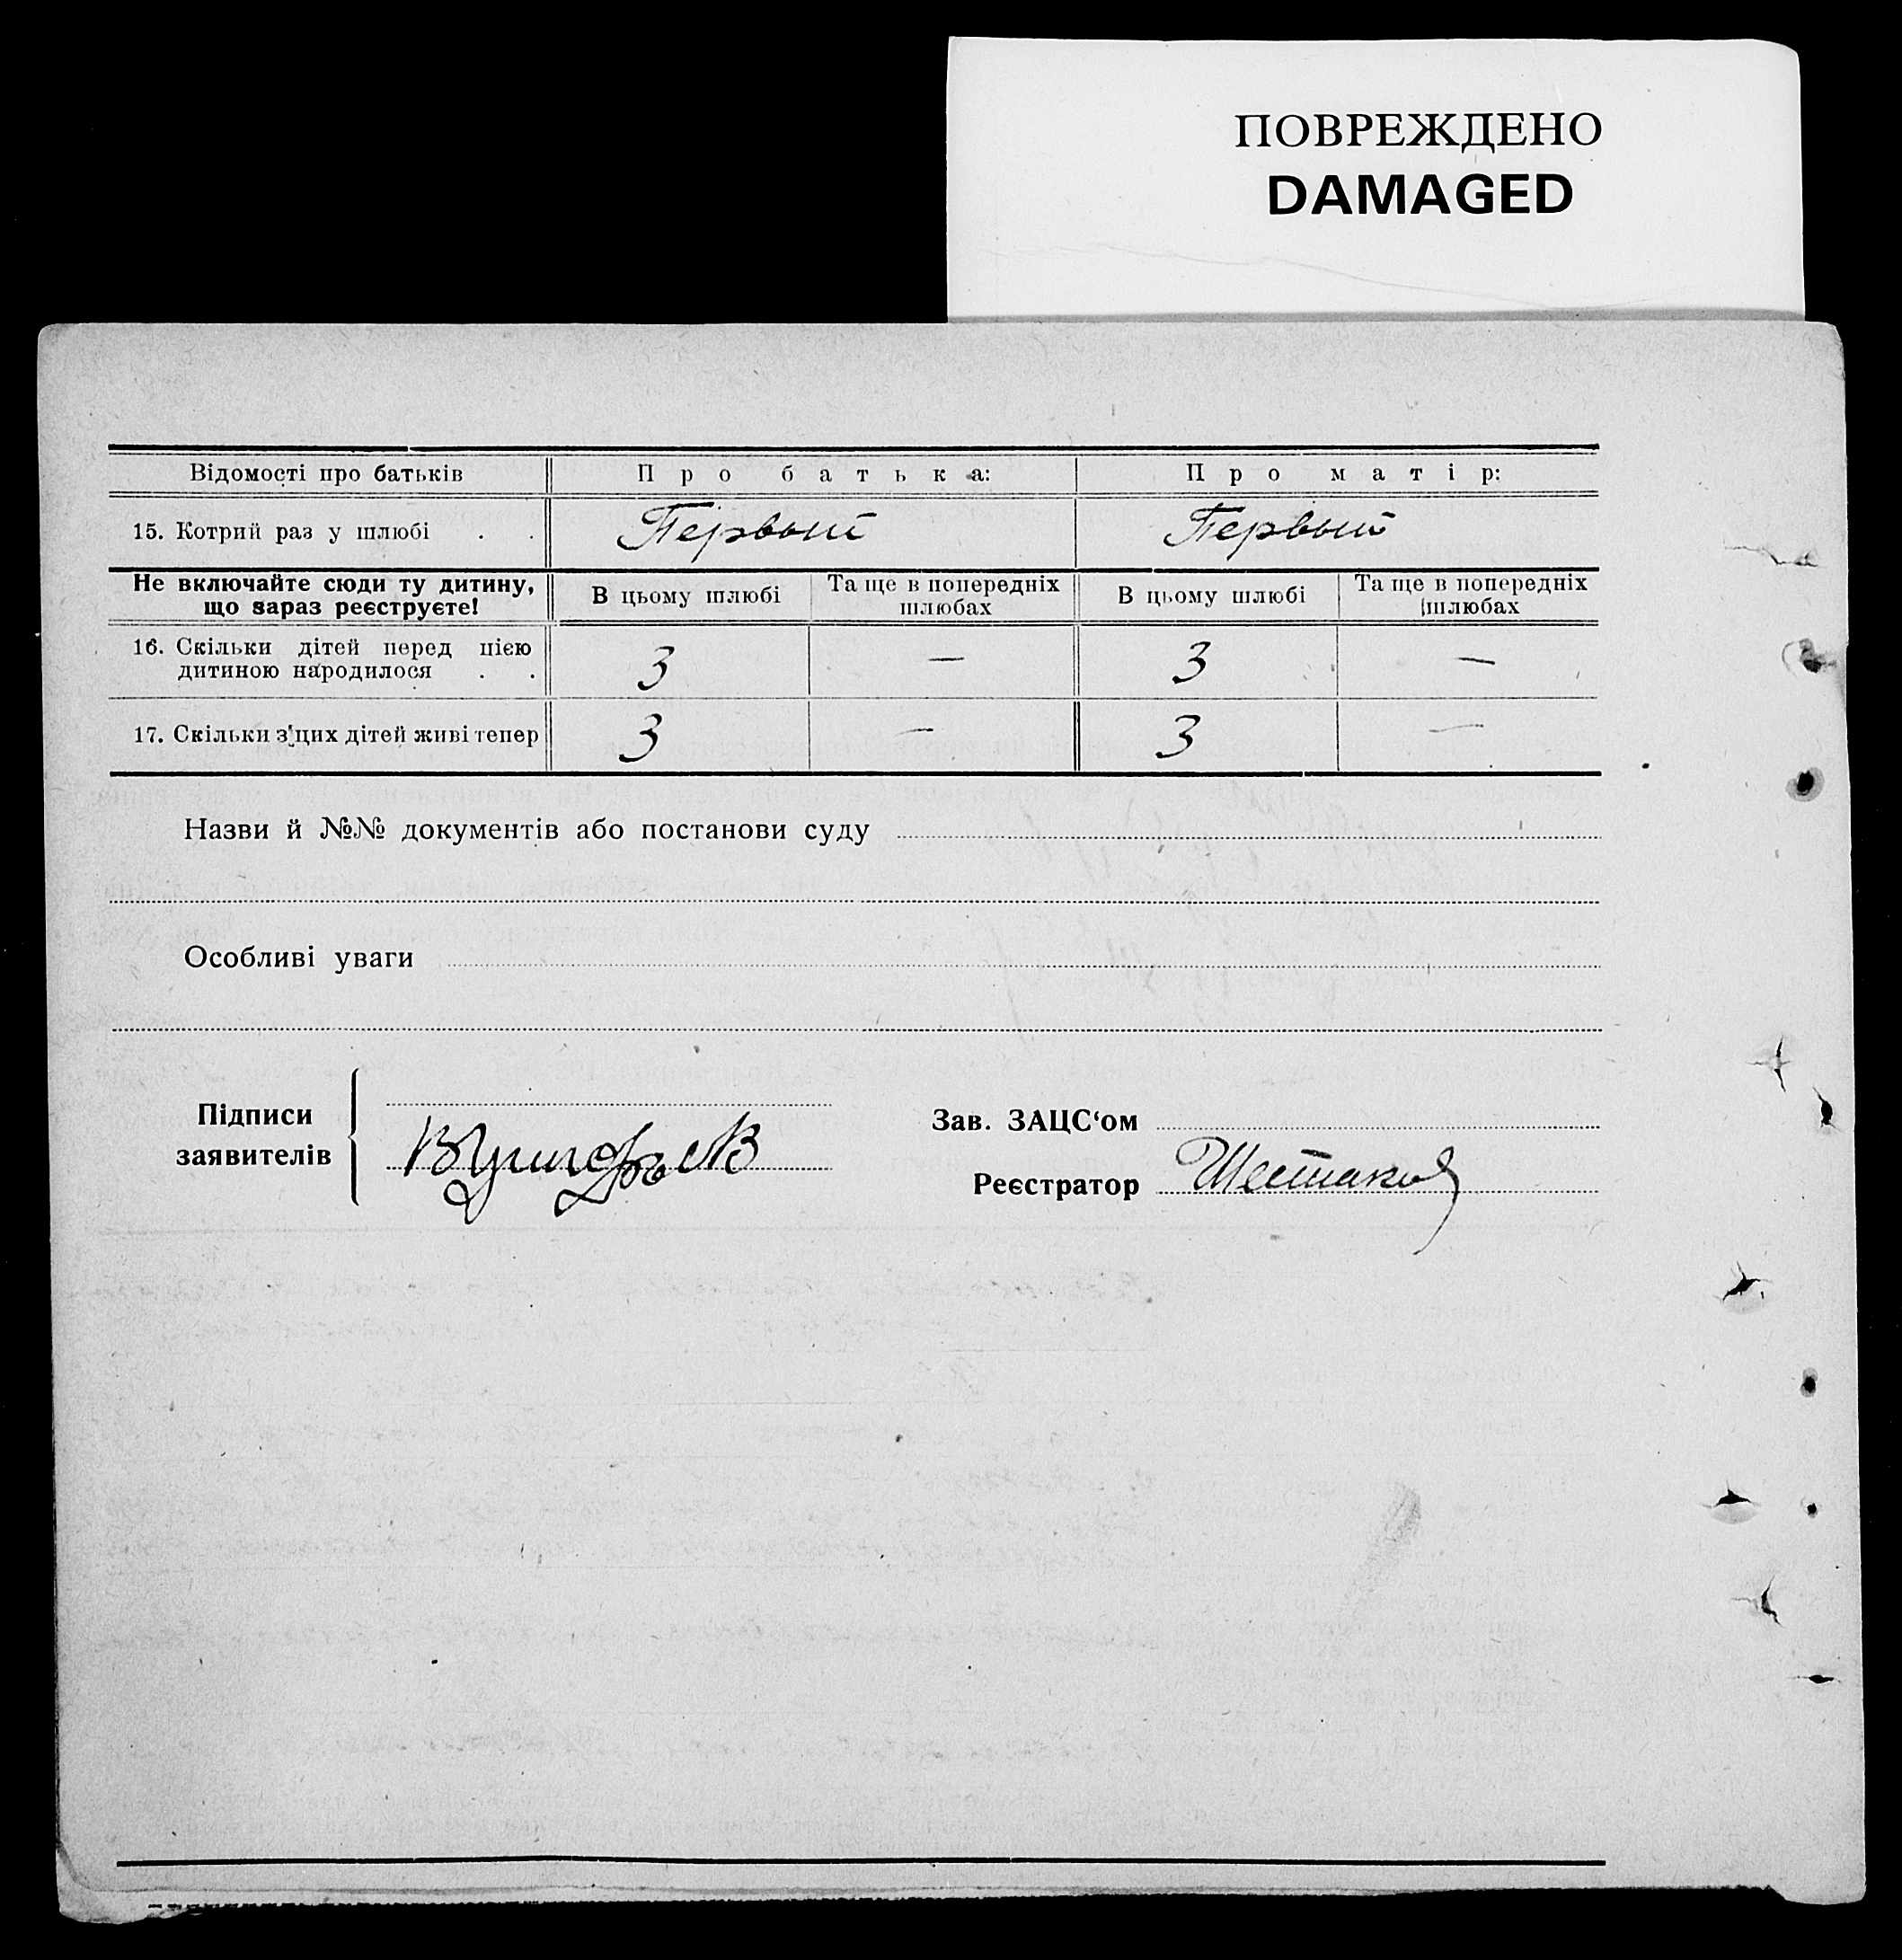 ПОВРЕЖДЕНО
DAMAGED
Відомості про батьків П р о б а т ь к а: П р о м а т і р:
15. Котрий раз у шлюбі . . Первый Первый
Не включайте сюди ту дитину, що зараз реєструєте! В цьому шлюбі Та ще в попередніх шлюбах В цьому шлюбі Та ще в попередніх шлюбах
16. Скільки дітей перед цією
дитиною народилося . . 3 — 3 —
17. Скільки з цих дітей живі тепер 3 — 3 —
Назви й №№ документів або постанови суду
Особливі уваги
Підписи
заявителів
Зав. ЗАЦС‘ом
Реєстратор Шестаков